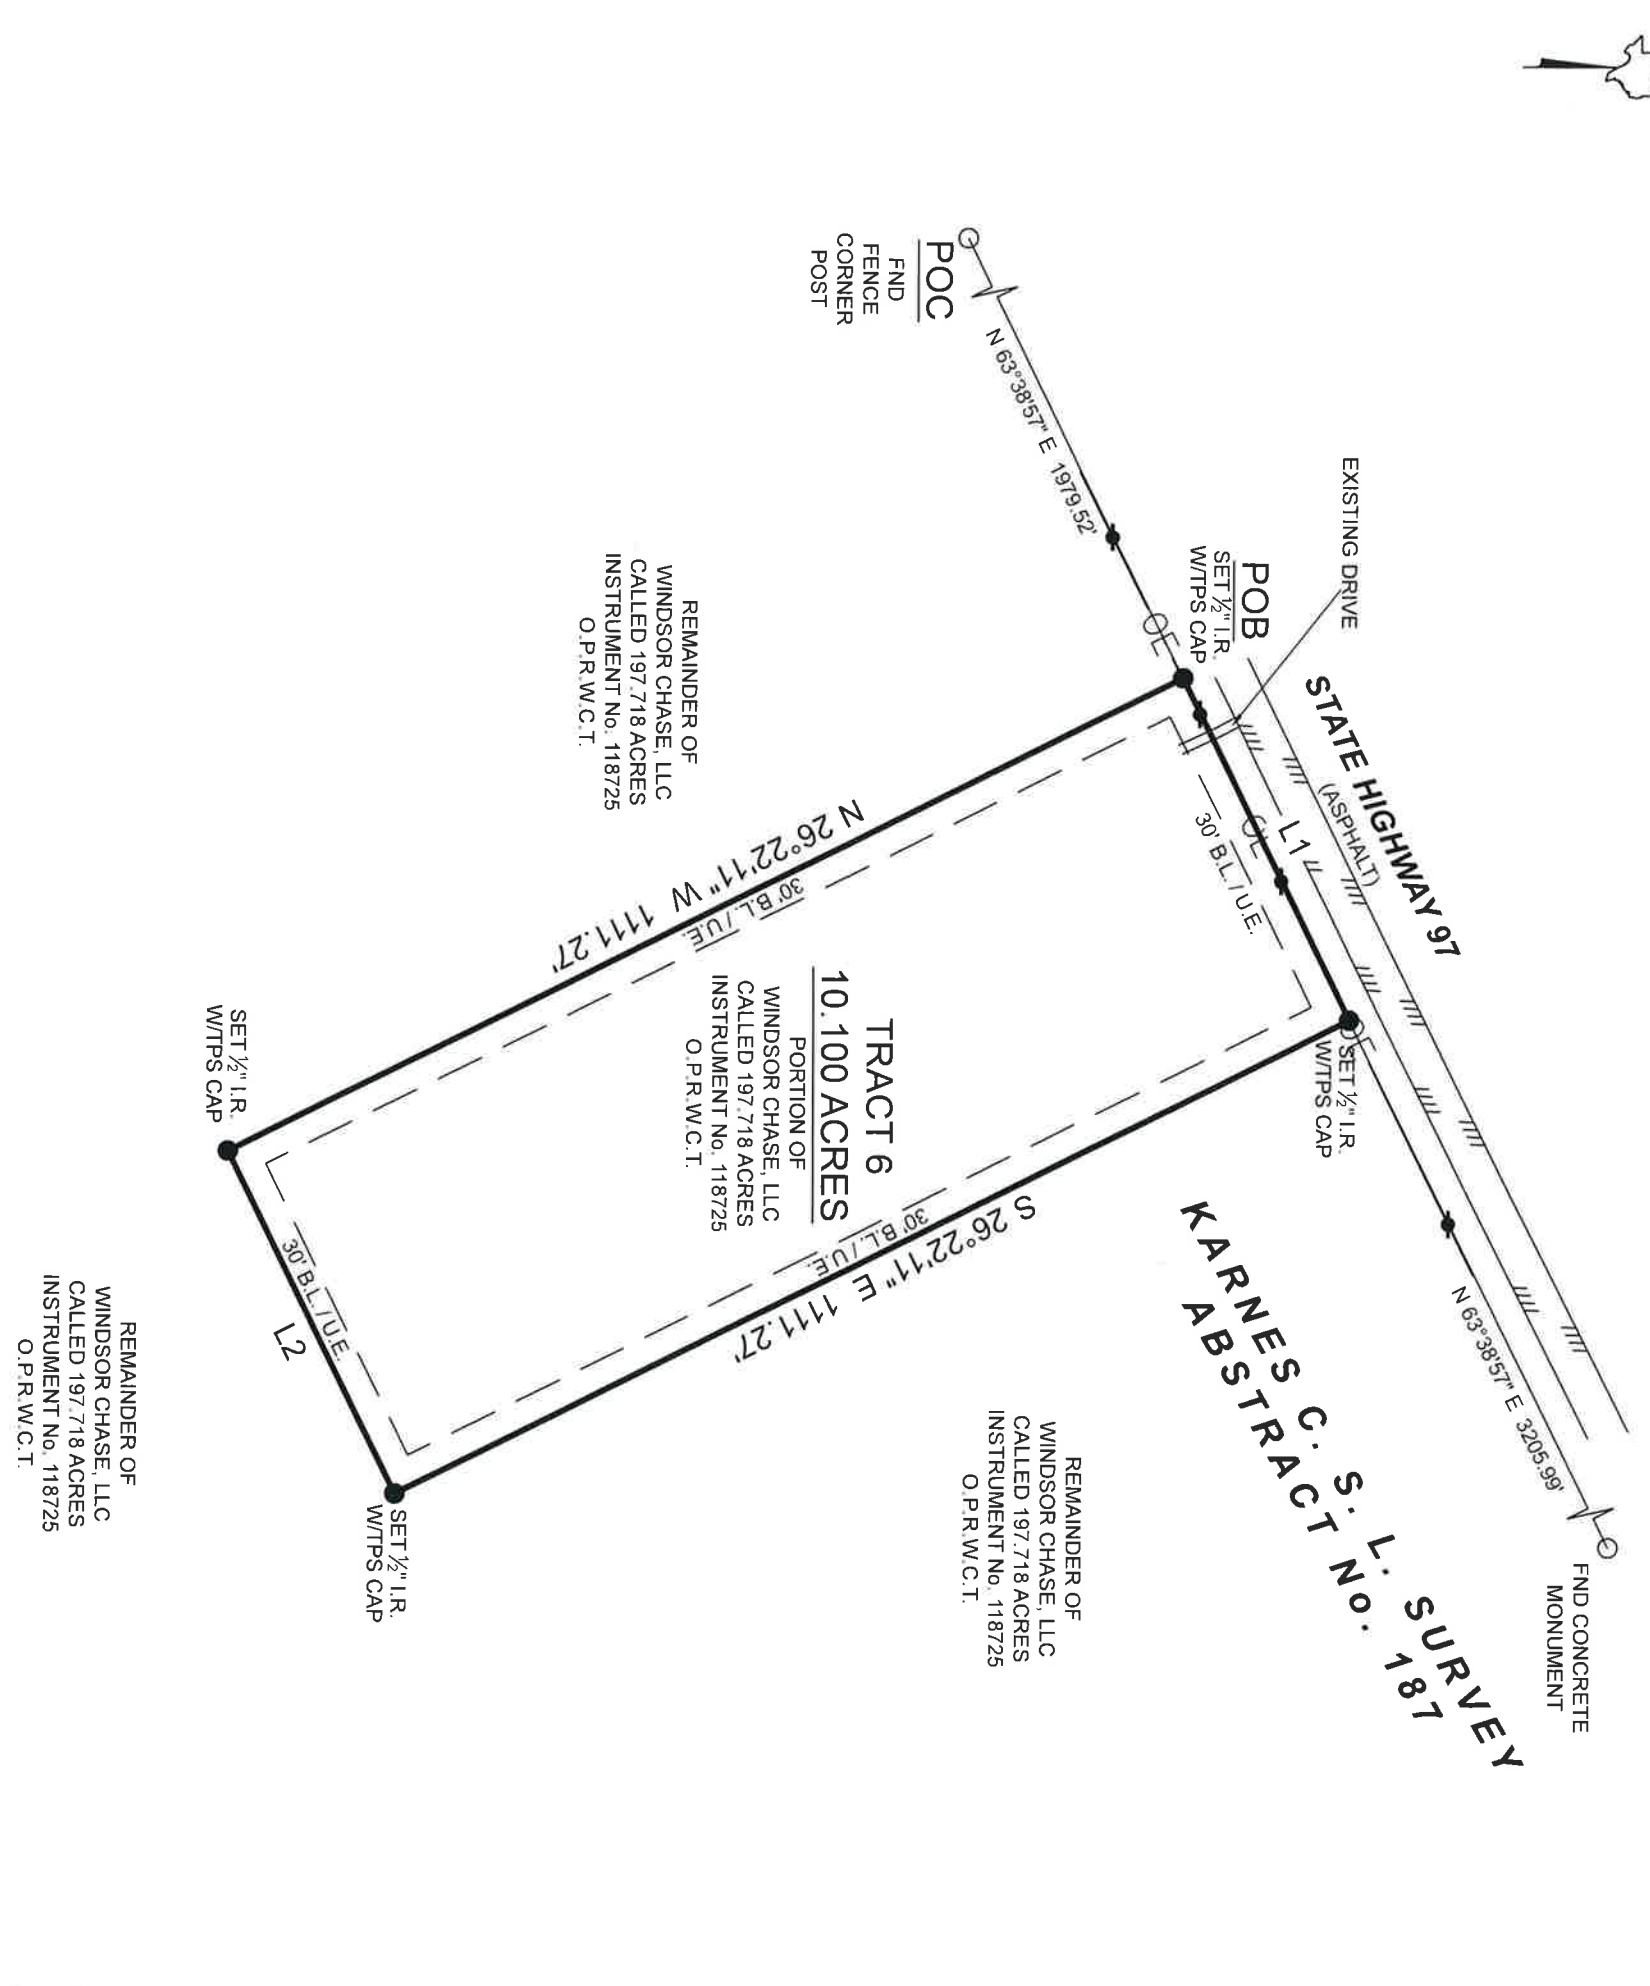 STATE HIGHWAY 97
(ASPHALT)
EXISTING DRIVE
POB
SET ½" I.R.
W/TPS CAP
POC
FND
FENCE
CORNER
POST
N 63°38'57" E 1979.52'
OE
L1
OE
30' B.L. / U.E.
OE
SET ½" I.R.
W/TPS CAP
N 63°38'57" E 3205.99'
FND CONCRETE
MONUMENT
KARNES C. S. L. SURVEY
ABSTRACT No. 187
REMAINDER OF
WINDSOR CHASE, LLC
CALLED 197.718 ACRES
INSTRUMENT No. 118725
O.P.R.W.C.T.
N 26°22'11" W 1111.27'
30' B.L. / U.E.
TRACT 6
10.100 ACRES
PORTION OF
WINDSOR CHASE, LLC
CALLED 197.718 ACRES
INSTRUMENT No. 118725
O.P.R.W.C.T.
30' B.L. / U.E.
S 26°22'11" E 1111.27'
REMAINDER OF
WINDSOR CHASE, LLC
CALLED 197.718 ACRES
INSTRUMENT No. 118725
O.P.R.W.C.T.
SET ½" I.R.
W/TPS CAP
30' B.L. / U.E.
L2
SET ½" I.R.
W/TPS CAP
REMAINDER OF
WINDSOR CHASE, LLC
CALLED 197.718 ACRES
INSTRUMENT No. 118725
O.P.R.W.C.T.